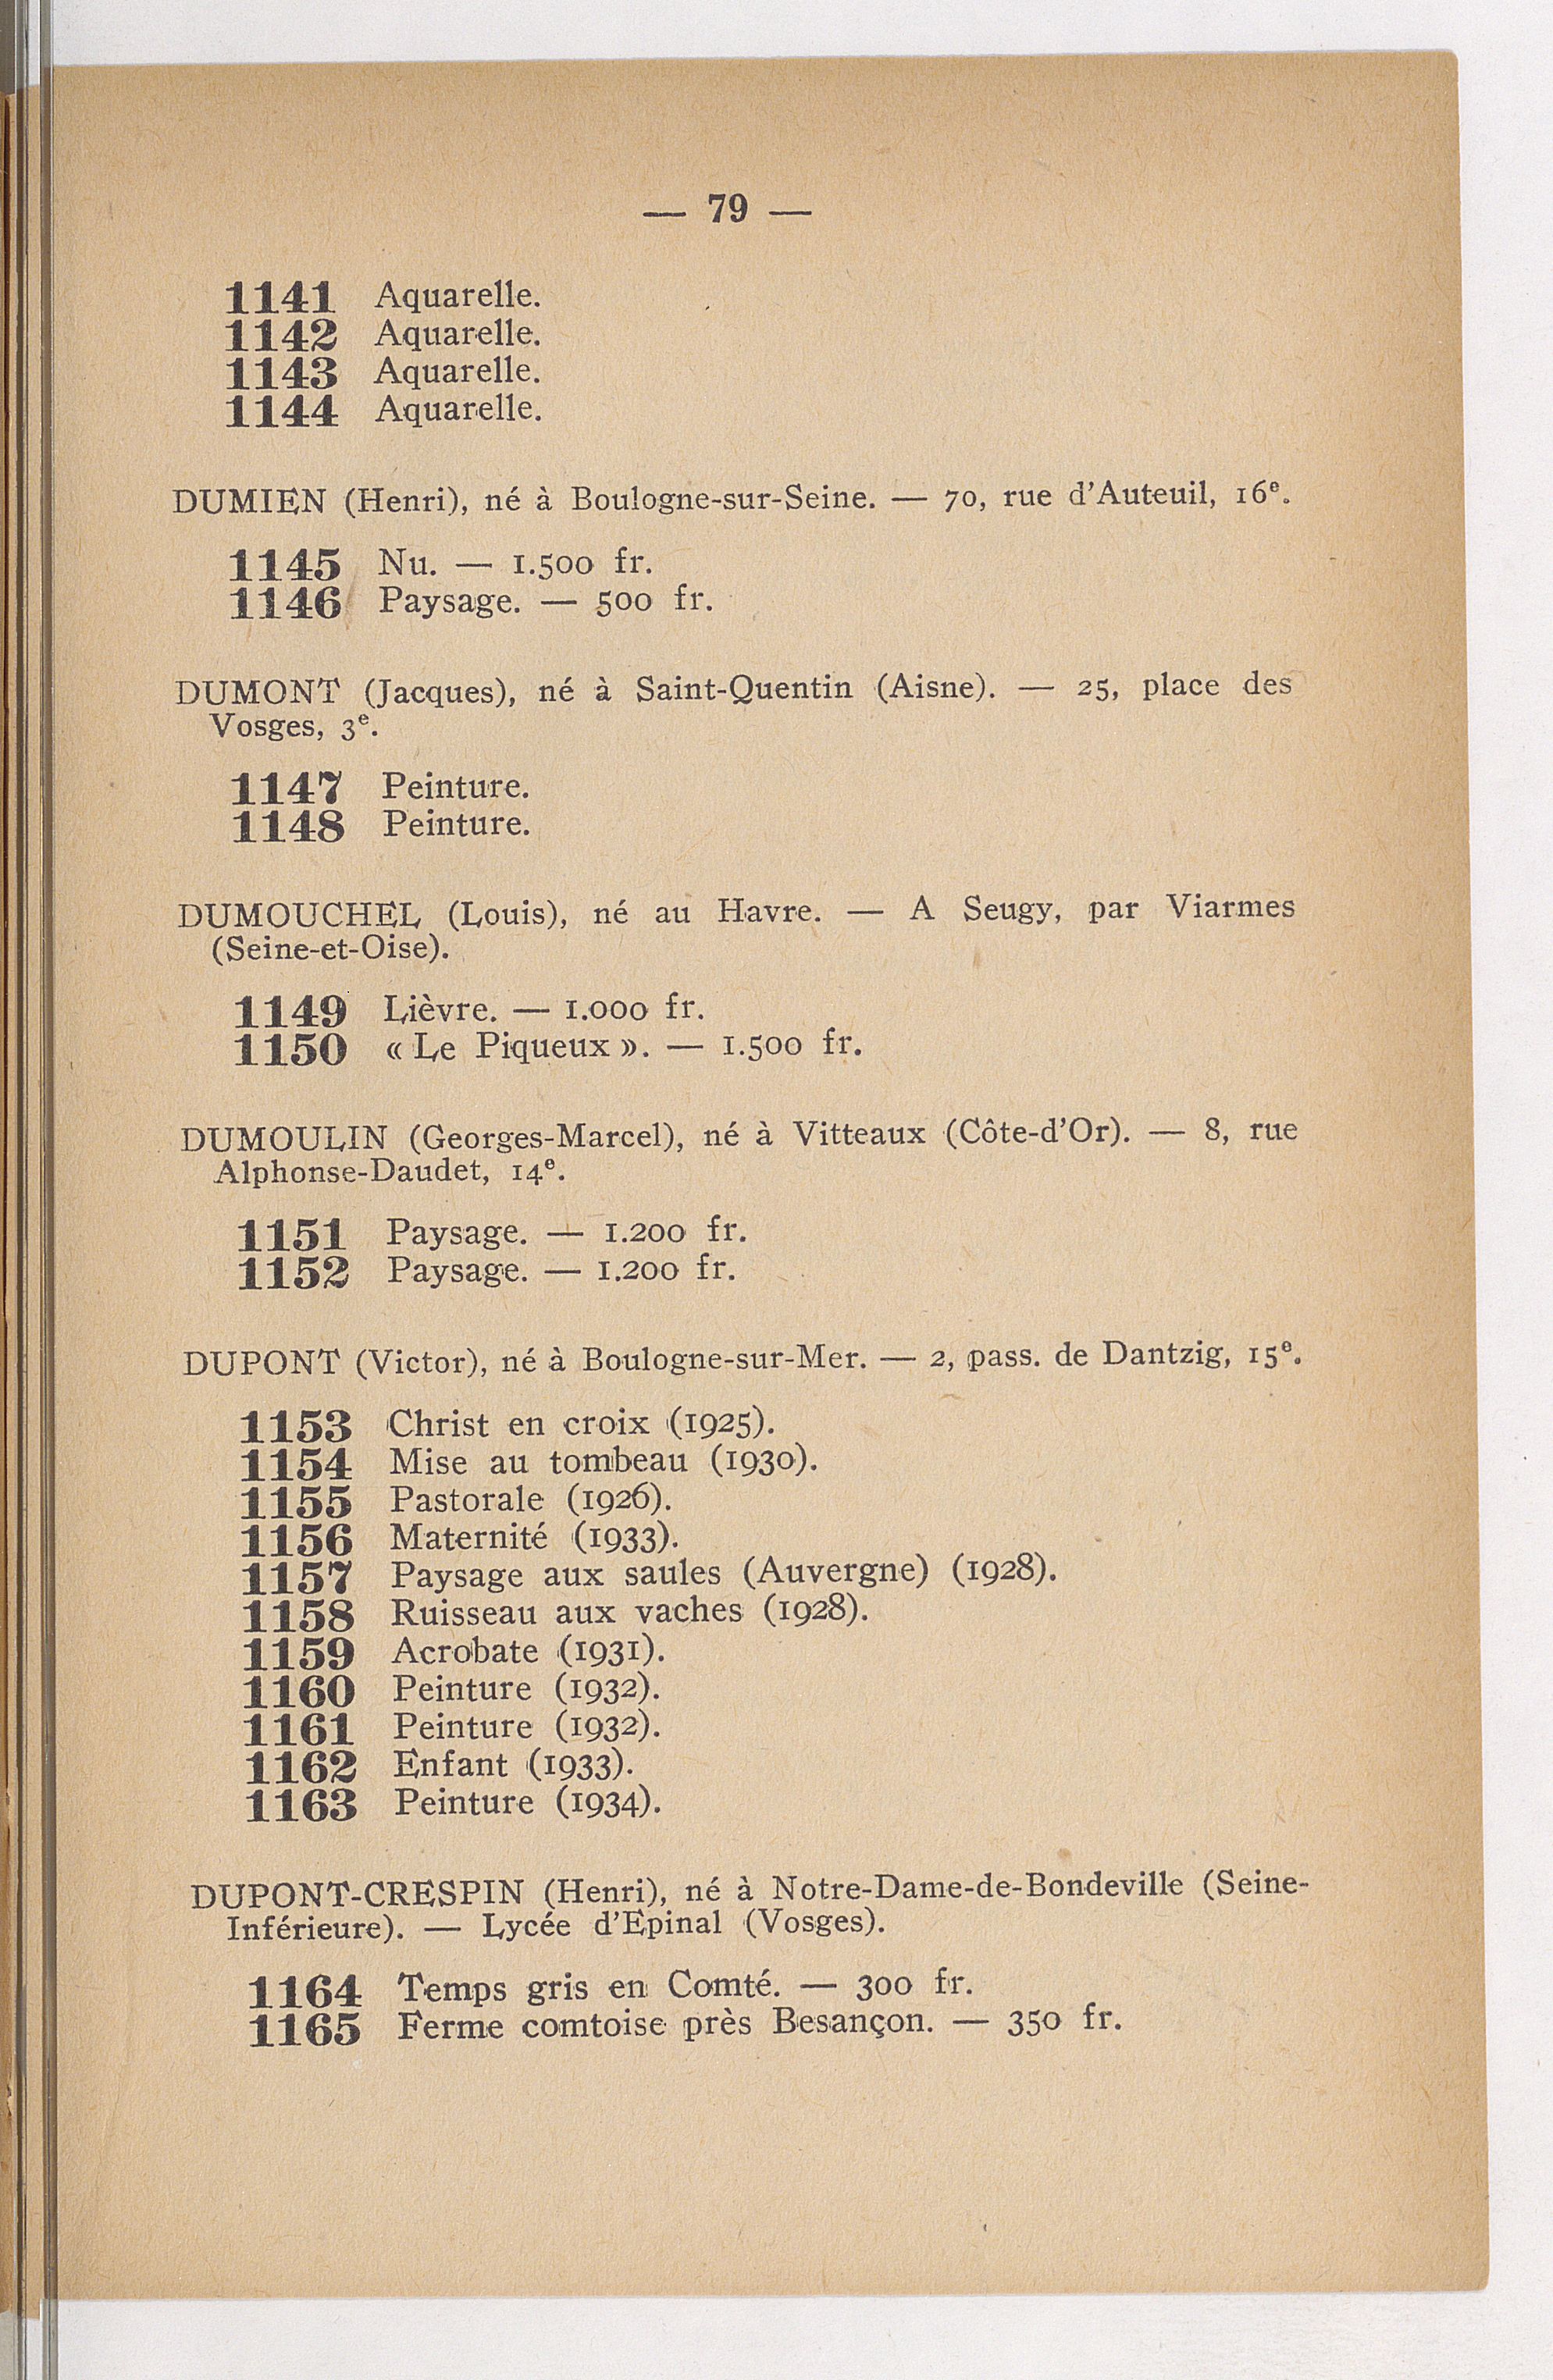 — 79 —
1141 Aquarelle.
1142 Aquarelle.
1143 Aquarelle.
1144 Aquarelle.
DUMIEN (Henri), né à Boulogne-sur-Seine. — 70, rue d'Auteuil, 16e.
1145 Nu. — 1.500 fr.
1146 Paysage. — 500 fr.
DUMONT (Jacques), né à Saint-Quentin (Aisne). — 25, place des
Vosges, 3e.
1147 Peinture.
1148 Peinture.
DUMOUCHEL (Louis), né au Havre. — A Seugy, par Viarmes
(Seine-et-Oise).
1149 Lièvre. — 1.000 fr.
1150 « Le Piqueux ». — 1.500 fr.
DUMOULIN (Georges-Marcel), né à Vitteaux (Côte-d'Or). — 8, rue
Alphonse-Daudet, 14e.
1151 Paysage. — 1.200 fr.
1152 Paysage. — 1.200 fr.
DUPONT (Victor), né à Boulogne-sur-Mer. — 2, pass. de Dantzig, 15e.
1153 Christ en croix (1925).
1154 Mise au tombeau (1930).
1155 Pastorale (1926).
1156 Maternité (1933).
1157 Paysage aux saules (Auvergne) (1928).
1158 Ruisseau aux vaches (1928).
1159 Acrobate (1931).
1160 Peinture (1932).
1161 Peinture (1932).
1162 Enfant (1933).
1163 Peinture (1934).
DUPONT-CRESPIN (Henri), né à Notre-Dame-de-Bondeville (Seine-
Inférieure). — Lycée d'Epinal (Vosges).
1164 Temps gris en Comté. — 300 fr.
1165 Ferme comtoise près Besançon. — 350 fr.